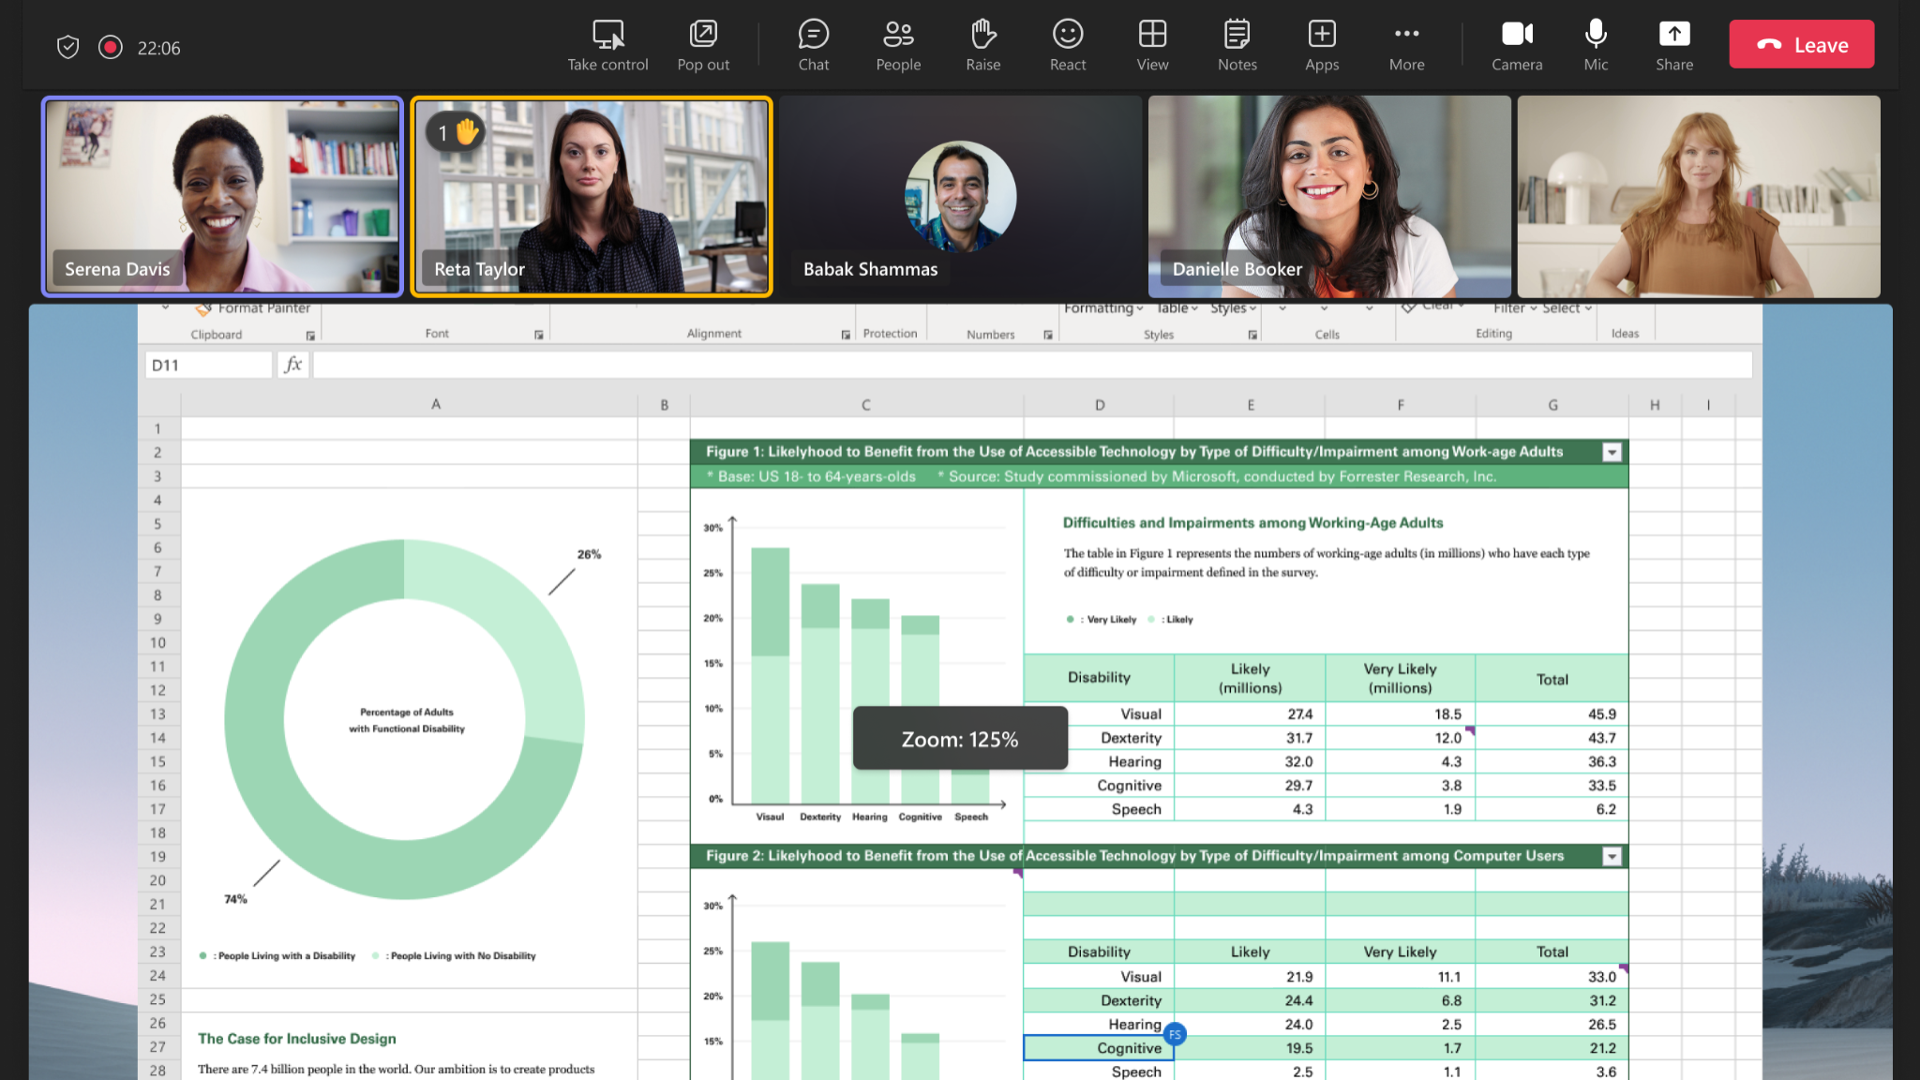 22:06
Take control
Pop out
Chat
People
Raise
React
View
Notes
Apps
More
Camera
Mic
Share
Leave
Serena Davis
1
Reta Taylor
Babak Shammas
Danielle Booker
Format Painter
Formatting Table Styles
Clear
Filter Select
Clipboard
Font
Alignment
Protection
Numbers
Styles
Cells
Editing
Ideas
D11
fx
A B C D E F G H I
1
2
3
4
5
6
7
8
9
10
11
12
13
14
15
16
17
18
19
20
21
22
23
24
25
26
27
28
26%
Percentage of Adults
with Functional Disability
74%
: People Living with a Disability : People Living with No Disability
The Case for Inclusive Design
There are 7.4 billion people in the world. Our ambition is to create products
Figure 1: Likelyhood to Benefit from the Use of Accessible Technology by Type of Difficulty/Impairment among Work-age Adults
* Base: US 18- to 64-years-olds * Source: Study commissioned by Microsoft, conducted by Forrester Research, Inc.
30%
25%
20%
15%
10%
5%
0%
Visaul Dexterity Hearing Cognitive Speech
Zoom: 125%
Difficulties and Impairments among Working-Age Adults
The table in Figure 1 represents the numbers of working-age adults (in millions) who have each type
of difficulty or impairment defined in the survey.
: Very Likely : Likely
Disability Likely (millions) Very Likely (millions) Total
Visual 27.4 18.5 45.9
Dexterity 31.7 12.0 43.7
Hearing 32.0 4.3 36.3
Cognitive 29.7 3.8 33.5
Speech 4.3 1.9 6.2
Figure 2: Likelyhood to Benefit from the Use of Accessible Technology by Type of Difficulty/Impairment among Computer Users
30%
25%
20%
15%
Disability Likely Very Likely Total
Visual 21.9 11.1 33.0
Dexterity 24.4 6.8 31.2
Hearing 24.0 2.5 26.5
FS
Cognitive 19.5 1.7 21.2
Speech 2.5 1.1 3.6